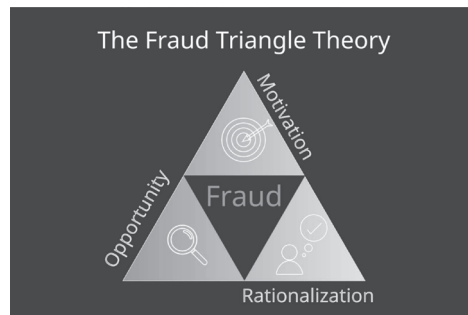 The Fraud Triangle Theory
Motivation
Opportunity
Fraud
Rationalization